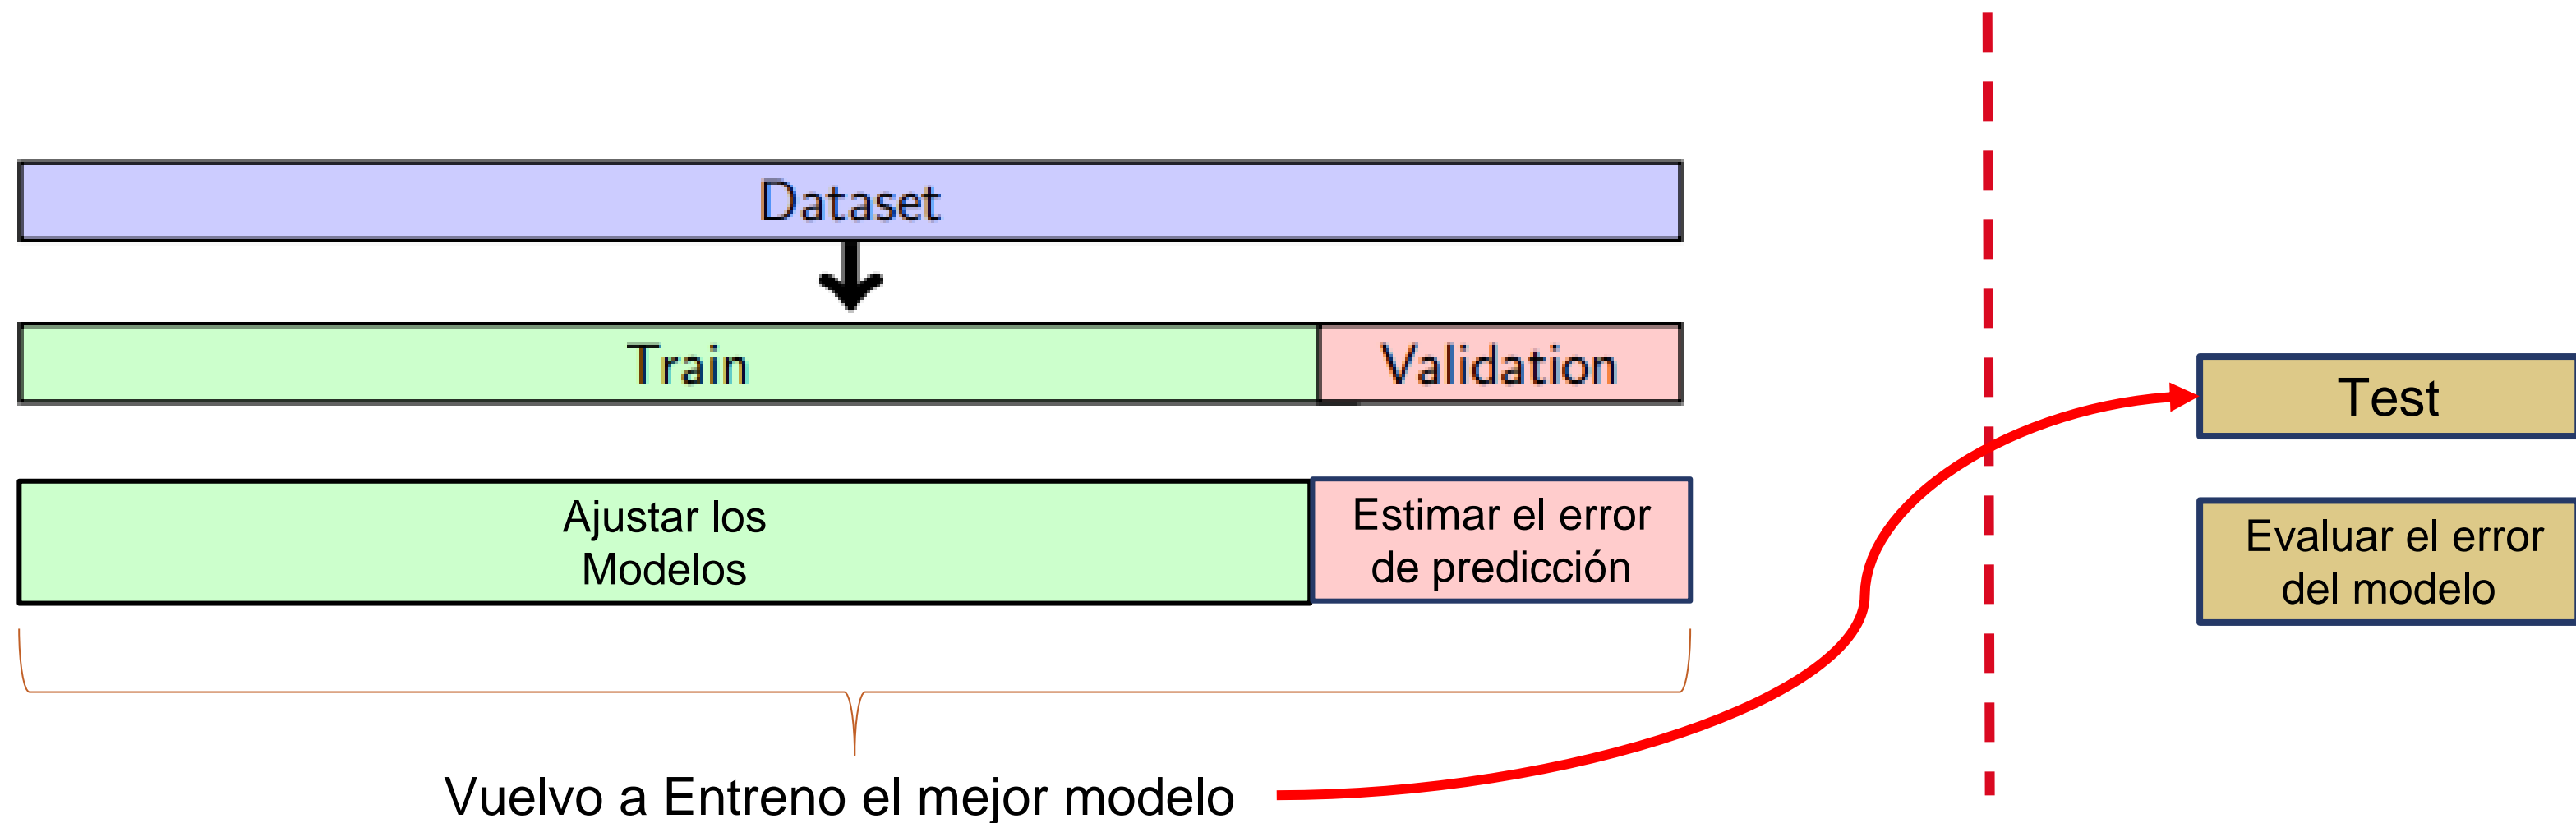 Dataset
Train
Validation
Test
Ajustar los
Modelos
Estimar el error
de predicción
Evaluar el error
del modelo
Vuelvo a Entreno el mejor modelo